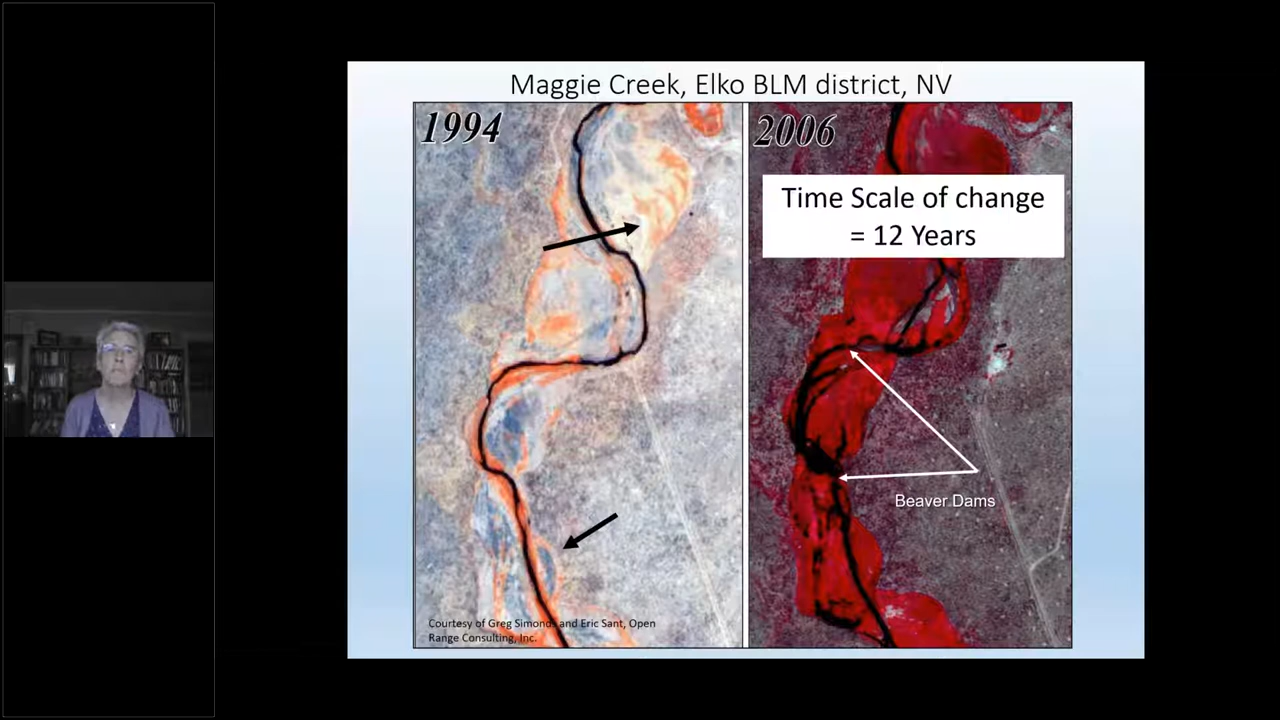 Maggie Creek, Elko BLM district, NV
1994
2006
Time Scale of change
= 12 Years
Beaver Dams
Courtesy of Greg Simonds and Eric Sant, Open
Range Consulting, Inc.